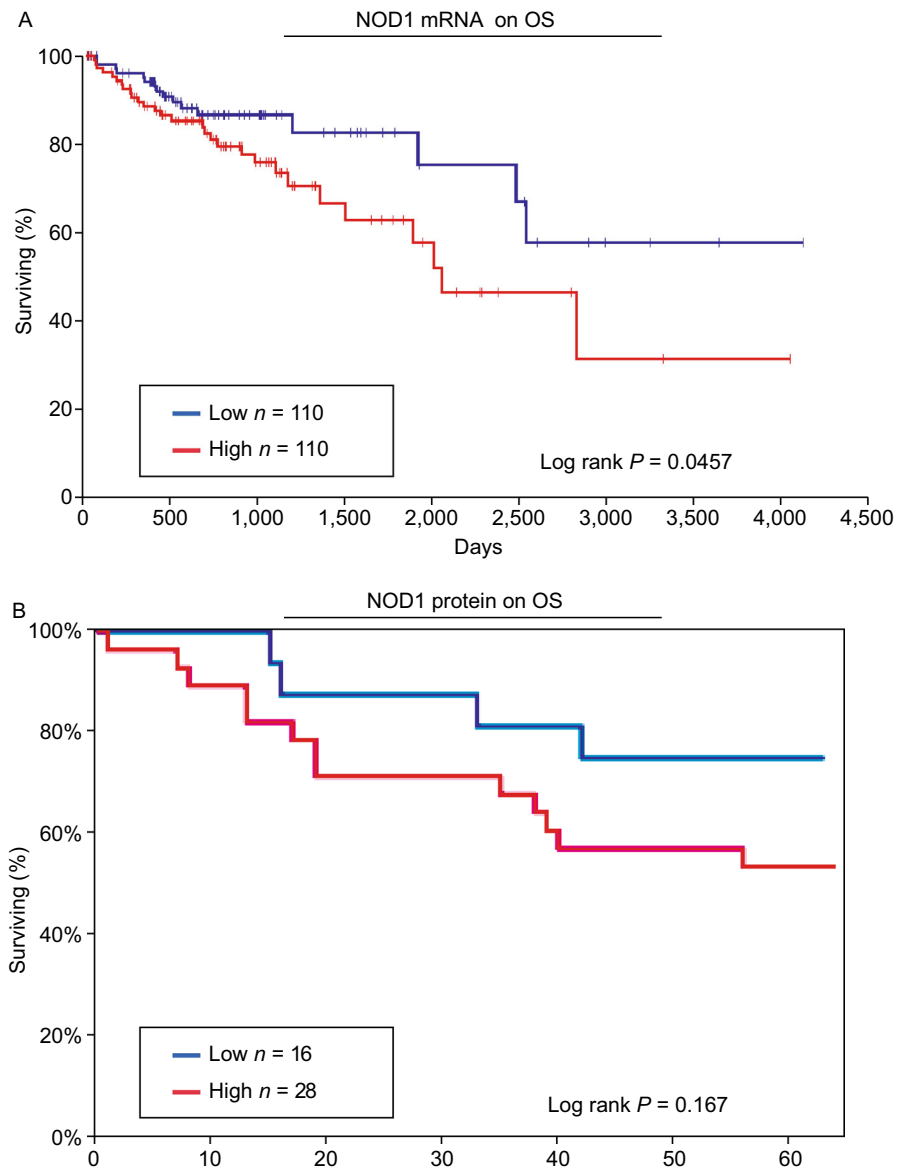 A
NOD1 mRNA on OS
100
80
60
40
20
0
Surviving (%)
Low n = 110
High n = 110
Log rank P = 0.0457
0 500 1,000 1,500 2,000 2,500 3,000 3,500 4,000 4,500
Days
B
NOD1 protein on OS
100%
80%
60%
40%
20%
0%
Surviving (%)
Low n = 16
High n = 28
Log rank P = 0.167
0 10 20 30 40 50 60